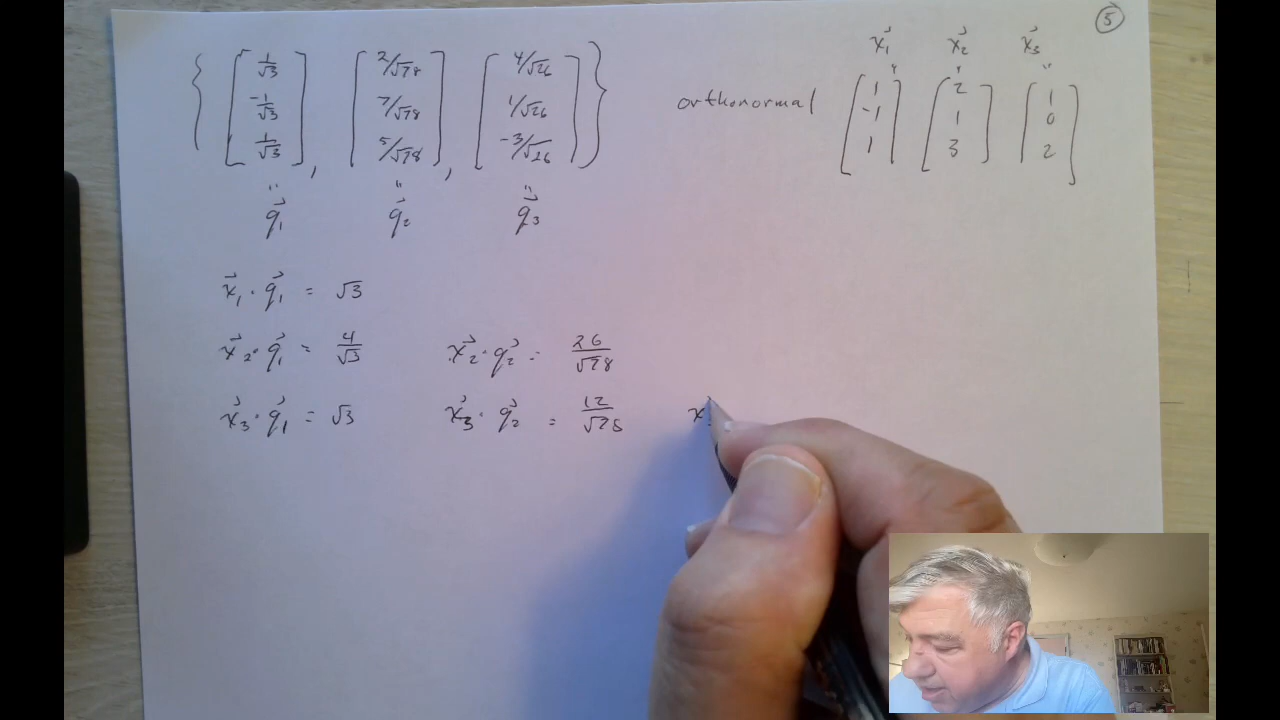 ⑤
{ [ 1/√3 -1/√3 1/√3 ], [ 2/√78 7/√78 5/√78 ], [ 4/√26 1/√26 -3/√26 ] }
" q⃗₁ " q⃗₂ " q⃗₃
orthonormal
x⃗₁ x⃗₂ x⃗₃
" " "
[ 1 -1 1 ] [ 2 1 3 ] [ 1 0 2 ]
x⃗₁ · q⃗₁ = √3
x⃗₂ · q⃗₁ = 4/√3 x⃗₂ · q⃗₂ = 26/√78
x⃗₃ · q⃗₁ = √3 x⃗₃ · q⃗₂ = 12/√78 x